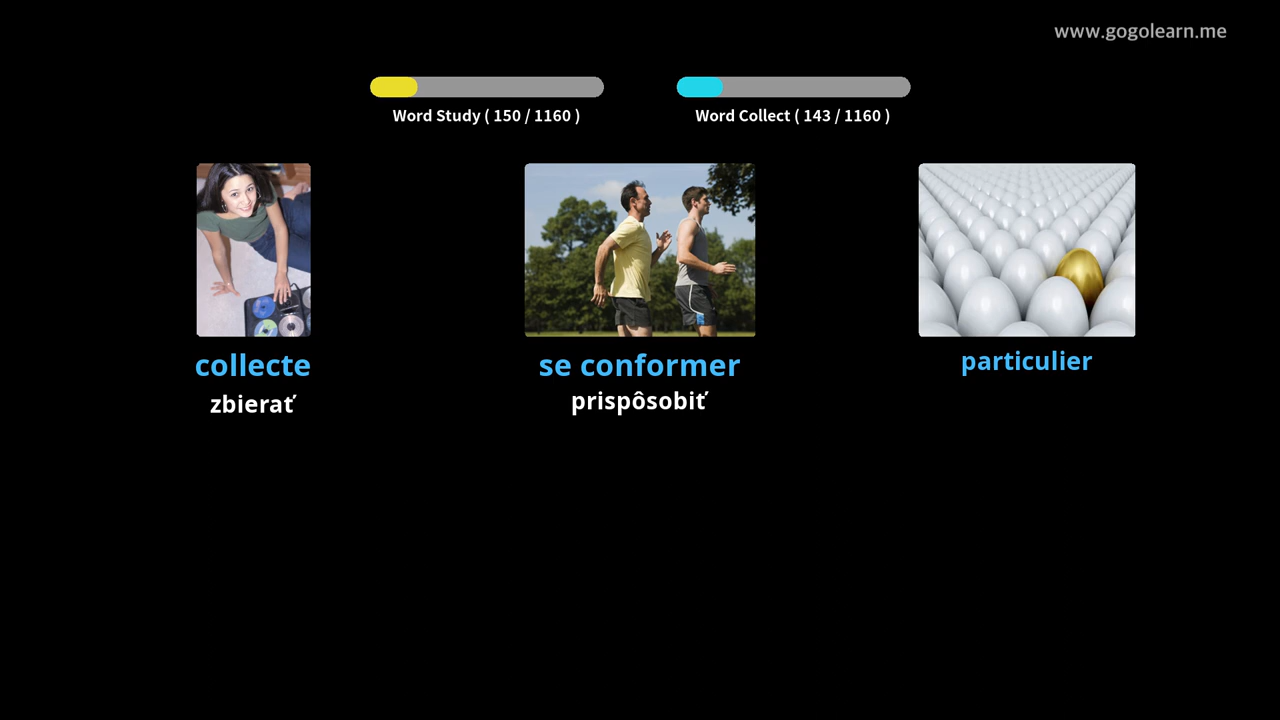 www.gogolearn.me
Word Study ( 150 / 1160 )
Word Collect ( 143 / 1160 )
collecte
zbierať
se conformer
prispôsobiť
particulier